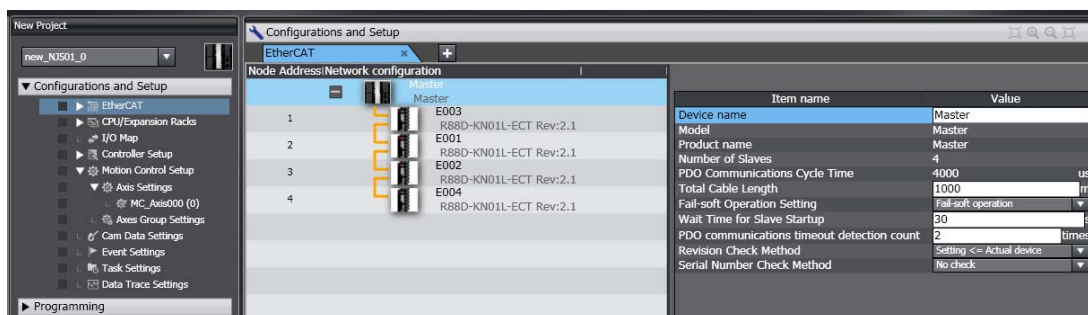 New Project
new_NJ501_0
Configurations and Setup
EtherCAT
CPU/Expansion Racks
I/O Map
Controller Setup
Motion Control Setup
Axis Settings
MC_Axis000 (0)
Axes Group Settings
Cam Data Settings
Event Settings
Task Settings
Data Trace Settings
Programming
Configurations and Setup
EtherCAT
Node Address Network configuration
Master
Master
1 E003
R88D-KN01L-ECT Rev:2.1
2 E001
R88D-KN01L-ECT Rev:2.1
3 E002
R88D-KN01L-ECT Rev:2.1
4 E004
R88D-KN01L-ECT Rev:2.1
Item name Value
Device name Master
Model Master
Product name Master
Number of Slaves 4
PDO Communications Cycle Time 4000 us
Total Cable Length 1000 m
Fail-soft Operation Setting Fail-soft operation
Wait Time for Slave Startup 30 s
PDO communications timeout detection count 2 times
Revision Check Method Setting <= Actual device
Serial Number Check Method No check